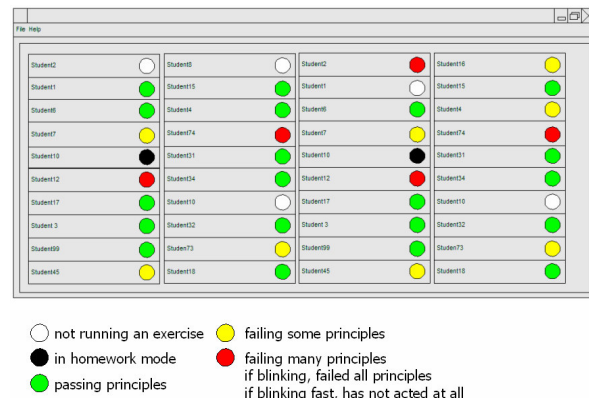 File Help
Student2 Student8 Student2 Student16
Student1 Student15 Student1 Student15
Student6 Student4 Student6 Student4
Student7 Student74 Student7 Student74
Student10 Student31 Student10 Student31
Student12 Student34 Student12 Student34
Student17 Student10 Student17 Student10
Student 3 Student32 Student 3 Student32
Student99 Studen73 Student99 Studen73
Student45 Student18 Student45 Student18
not running an exercise failing some principles
in homework mode failing many principles
if blinking, failed all principles
passing principles
if blinking fast, has not acted at all